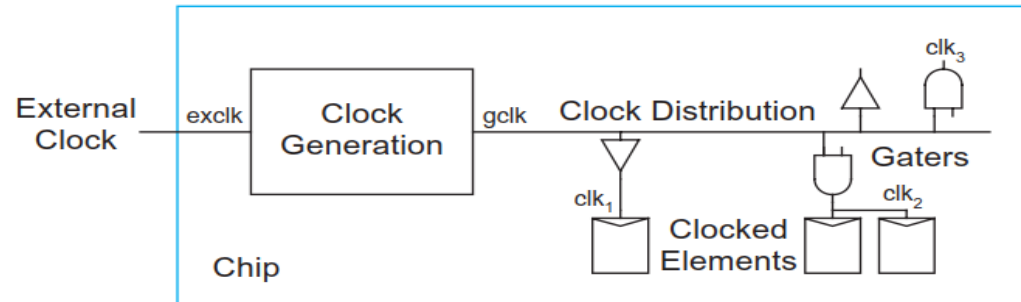 External
Clock
exclk
Clock
Generation
gclk
Clock Distribution
clk3
Gaters
clk1
clk2
Clocked
Elements
Chip